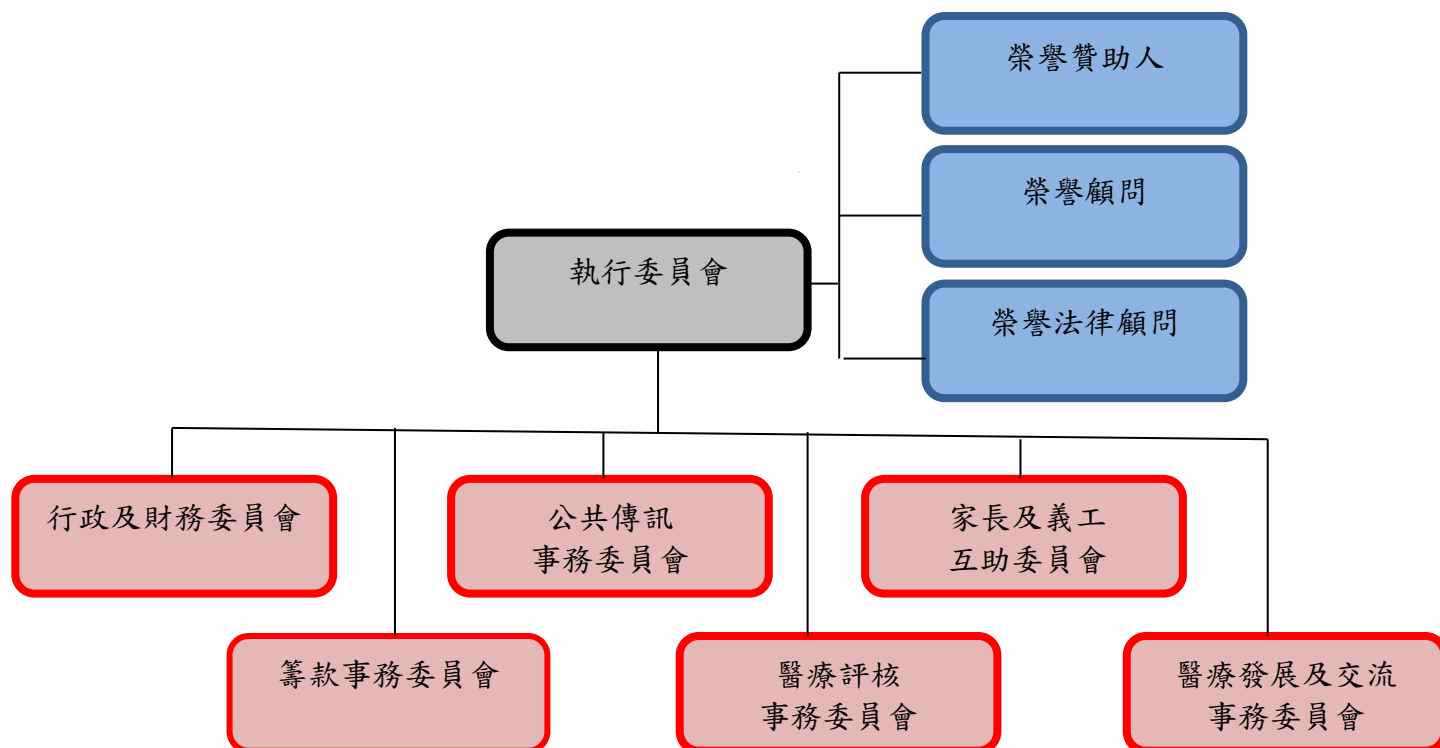 榮譽贊助人
榮譽顧問
執行委員會
榮譽法律顧問
行政及財務委員會
公共傳訊
事務委員會
家長及義工
互助委員會
籌款事務委員會
醫療評核
事務委員會
醫療發展及交流
事務委員會